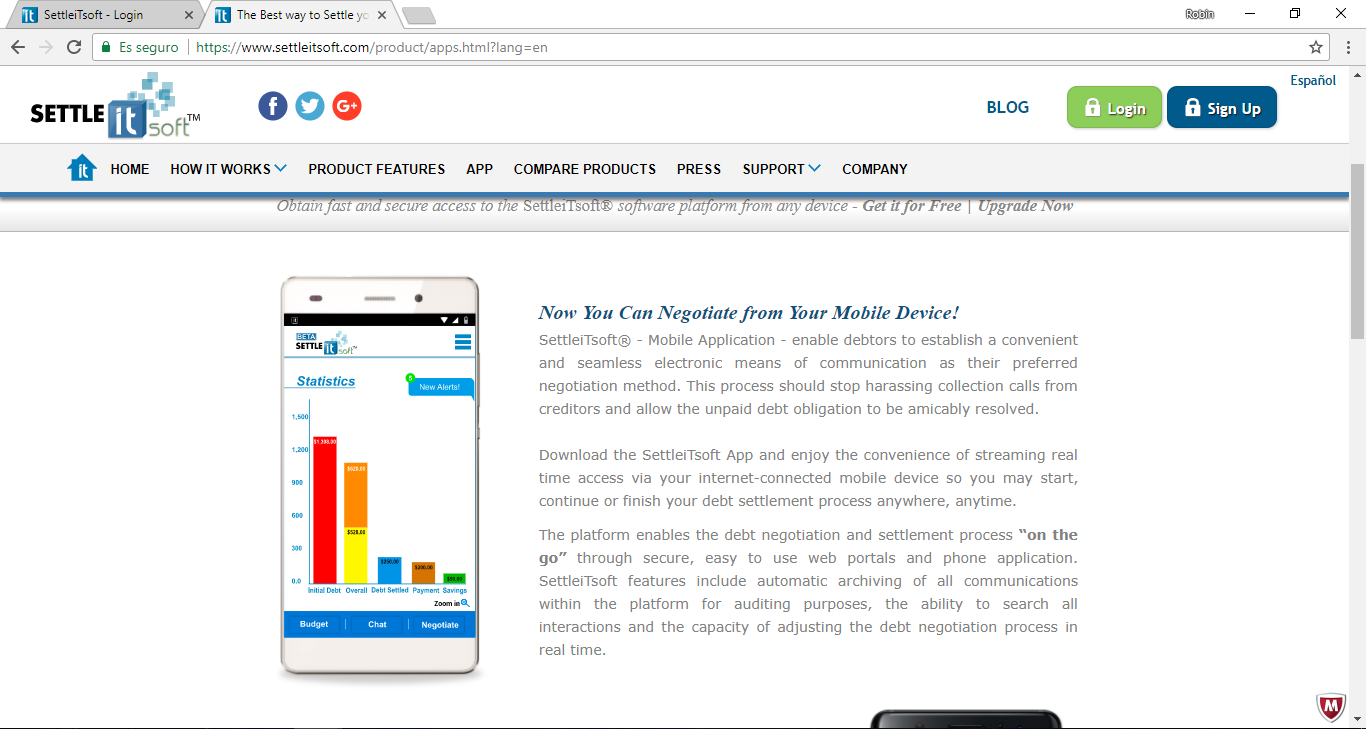 SettleiTsoft - Login
The Best way to Settle yo
Robin
Es seguro
https://www.settleitsoft.com/product/apps.html?lang=en
Español
SETTLE it soft™
f
G+
BLOG
Login
Sign Up
it
HOME
HOW IT WORKS
PRODUCT FEATURES
APP
COMPARE PRODUCTS
PRESS
SUPPORT
COMPANY
Obtain fast and secure access to the SettleiTsoft® software platform from any device - Get it for Free | Upgrade Now
BETA
SETTLE it soft™
Statistics
New Alerts!
1,500
1,200
900
600
300
0.0
$528.00
$200.00
Initial Debt Overall Debt Settled Payment Savings
Zoom in
Budget | Chat | Negotiate
Now You Can Negotiate from Your Mobile Device!
SettleiTsoft® - Mobile Application - enable debtors to establish a convenient
and seamless electronic means of communication as their preferred
negotiation method. This process should stop harassing collection calls from
creditors and allow the unpaid debt obligation to be amicably resolved.
Download the SettleiTsoft App and enjoy the convenience of streaming real
time access via your internet-connected mobile device so you may start,
continue or finish your debt settlement process anywhere, anytime.
The platform enables the debt negotiation and settlement process “on the
go” through secure, easy to use web portals and phone application.
SettleiTsoft features include automatic archiving of all communications
within the platform for auditing purposes, the ability to search all
interactions and the capacity of adjusting the debt negotiation process in
real time.
M